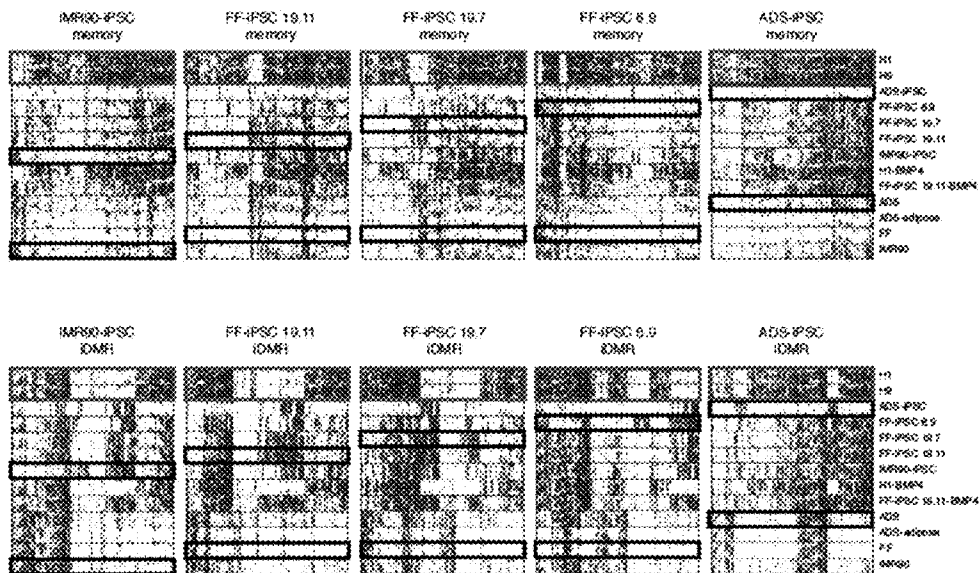 IMR90-iPSC
memory
FF-iPSC 19.11
memory
FF-iPSC 19.7
memory
FF-iPSC 6.9
memory
ADS-iPSC
memory
H1
H9
ADS-iPSC
FF-iPSC 6.9
FF-iPSC 19.7
FF-iPSC 19.11
IMR90-iPSC
H1-BMP4
FF-iPSC 19.11-BMP4
ADS
ADS-adipose
FF
IMR90
IMR90-iPSC
iDMR
FF-iPSC 19.11
iDMR
FF-iPSC 19.7
iDMR
FF-iPSC 6.9
iDMR
ADS-iPSC
iDMR
H1
H9
ADS-iPSC
FF-iPSC 6.9
FF-iPSC 19.7
FF-iPSC 19.11
IMR90-iPSC
H1-BMP4
FF-iPSC 19.11-BMP4
ADS
ADS-adipose
FF